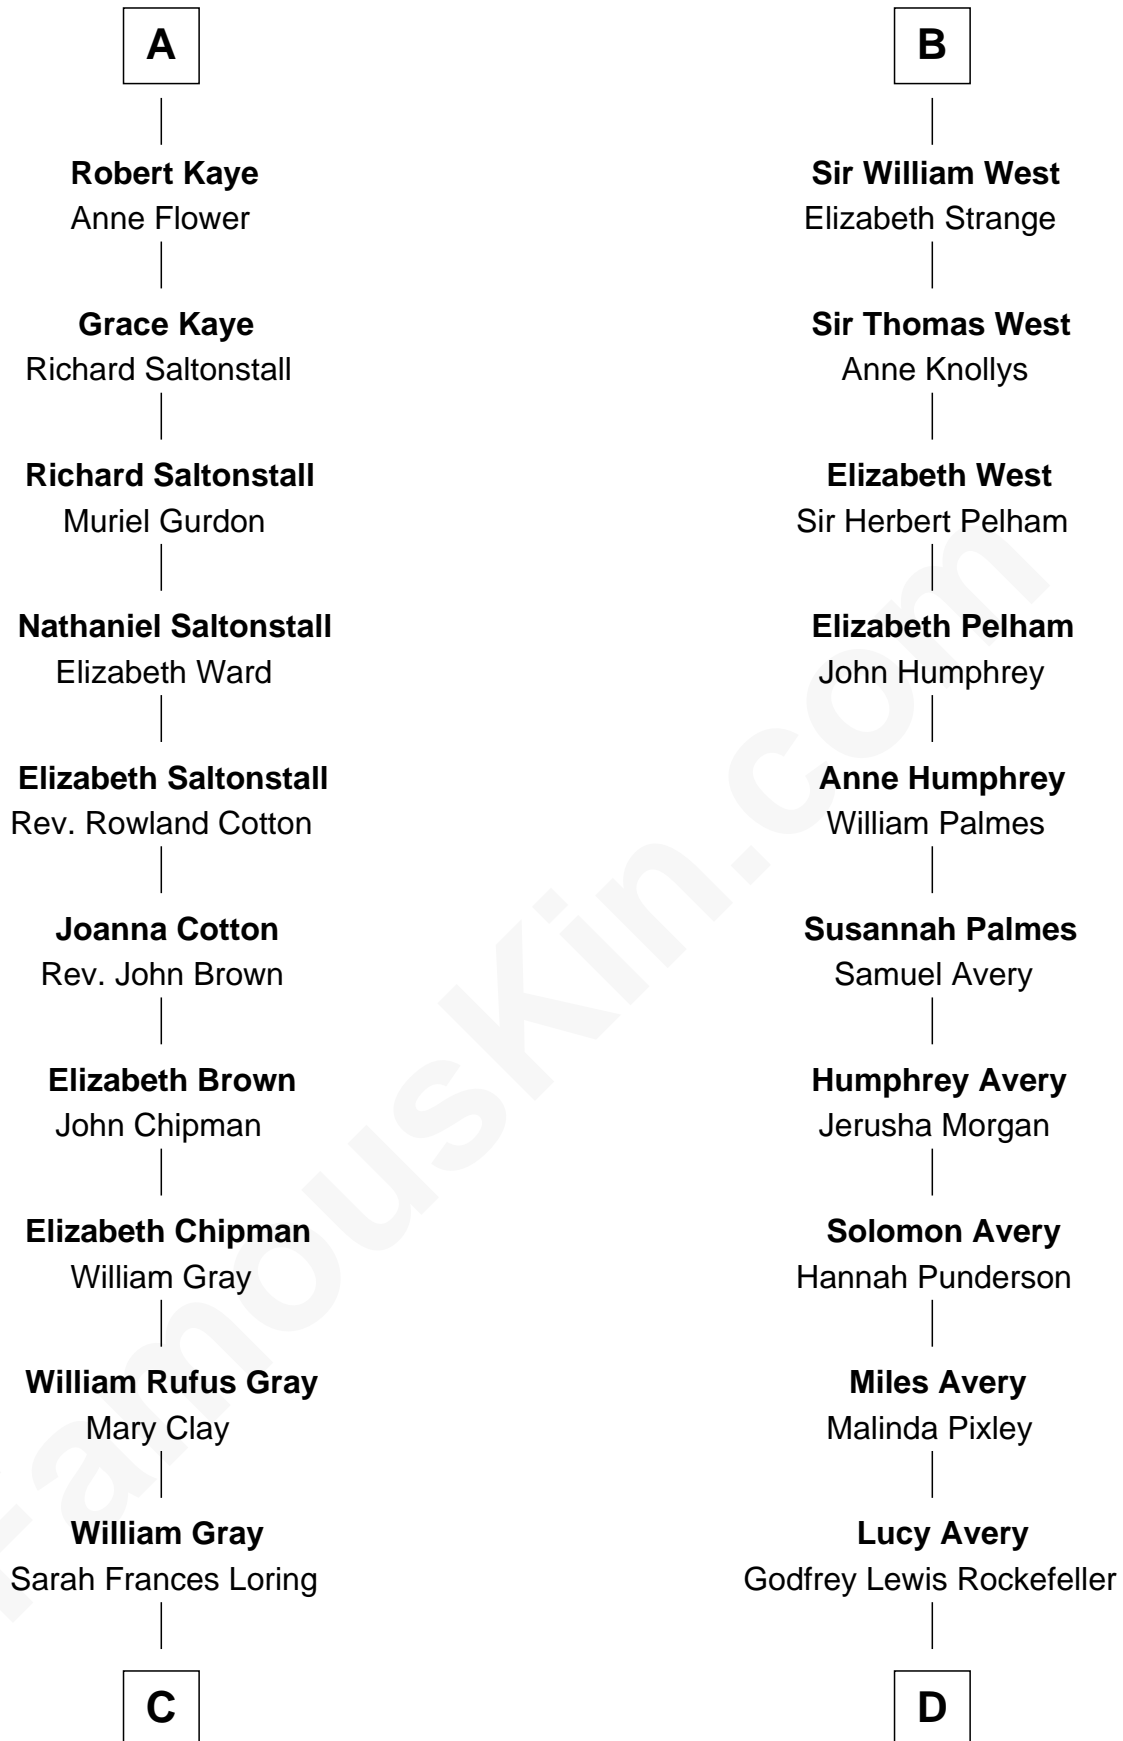 A
Robert Kaye
Anne Flower
Grace Kaye
Richard Saltonstall
Richard Saltonstall
Muriel Gurdon
Nathaniel Saltonstall
Elizabeth Ward
Elizabeth Saltonstall
Rev. Rowland Cotton
Joanna Cotton
Rev. John Brown
Elizabeth Brown
John Chipman
Elizabeth Chipman
William Gray
William Rufus Gray
Mary Clay
William Gray
Sarah Frances Loring
C
B
Sir William West
Elizabeth Strange
Sir Thomas West
Anne Knollys
Elizabeth West
Sir Herbert Pelham
Elizabeth Pelham
John Humphrey
Anne Humphrey
William Palmes
Susannah Palmes
Samuel Avery
Humphrey Avery
Jerusha Morgan
Solomon Avery
Hannah Punderson
Miles Avery
Malinda Pixley
Lucy Avery
Godfrey Lewis Rockefeller
D
FamousKin.com